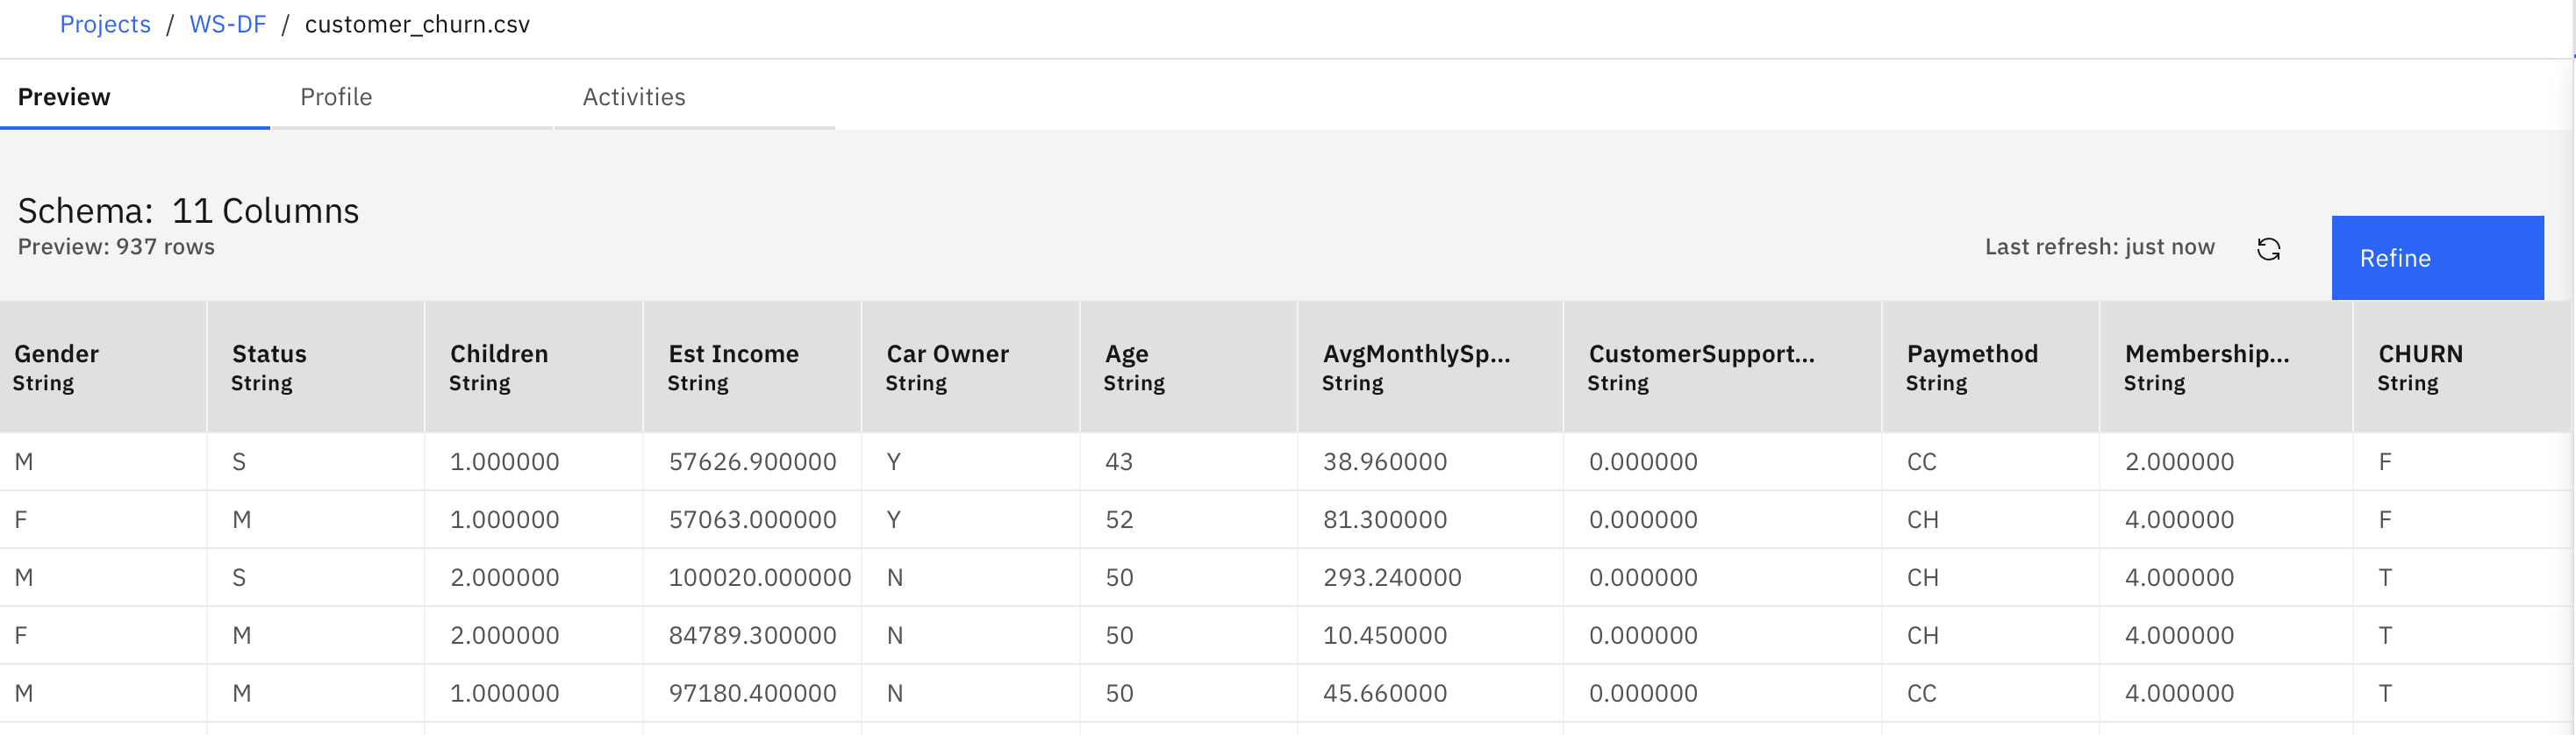 Projects / WS-DF / customer_churn.csv
Preview Profile Activities
Schema: 11 Columns
Preview: 937 rows
Last refresh: just now
Refine
Gender Status Children Est Income Car Owner Age AvgMonthlySp... CustomerSupport... Paymethod Membership... CHURN
String String String String String String String String String String String
M S 1.000000 57626.900000 Y 43 38.960000 0.000000 CC 2.000000 F
F M 1.000000 57063.000000 Y 52 81.300000 0.000000 CH 4.000000 F
M S 2.000000 100020.000000 N 50 293.240000 0.000000 CH 4.000000 T
F M 2.000000 84789.300000 N 50 10.450000 0.000000 CH 4.000000 T
M M 1.000000 97180.400000 N 50 45.660000 0.000000 CC 4.000000 T